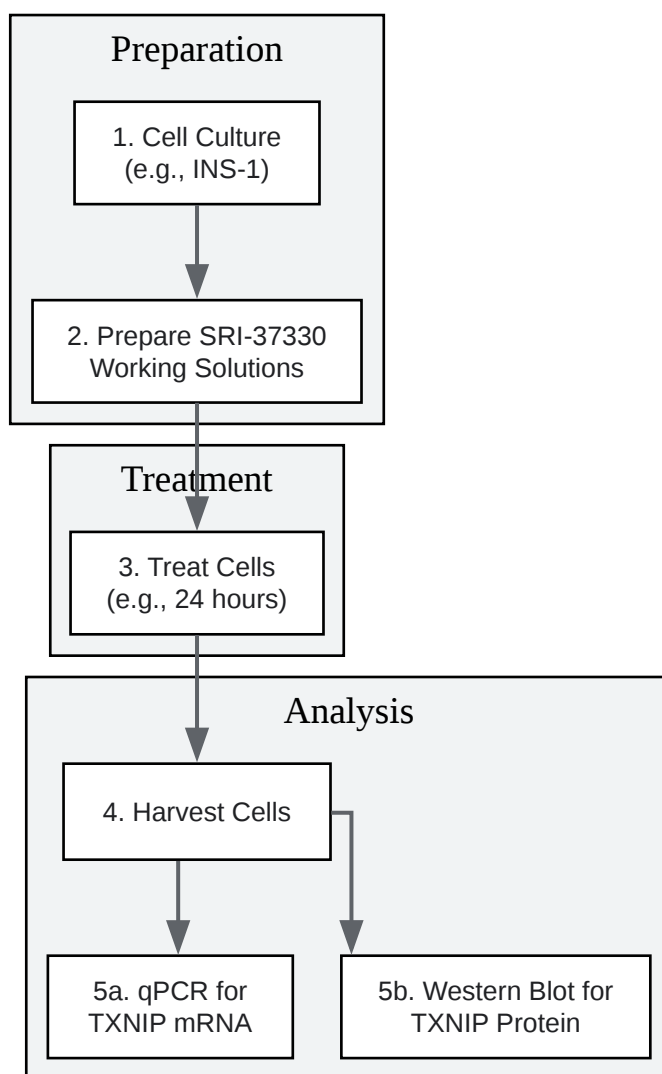 Preparation
1. Cell Culture
(e.g., INS-1)
2. Prepare SRI-37330
Working Solutions
Treatment
3. Treat Cells
(e.g., 24 hours)
Analysis
4. Harvest Cells
5a. qPCR for
TXNIP mRNA
5b. Western Blot for
TXNIP Protein